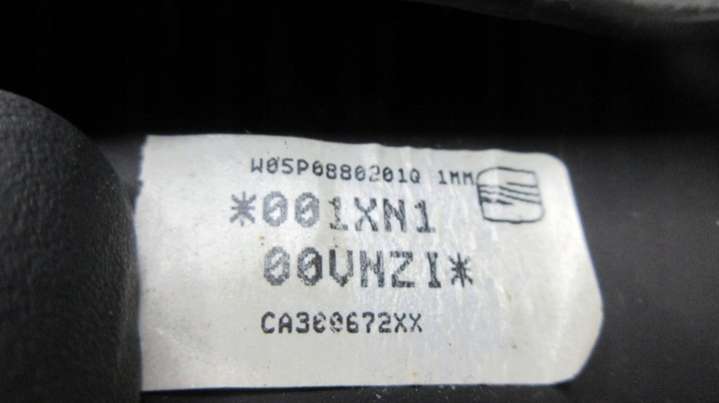 W05P0880201Q 1MM
*001XN1
00VNZI*
CA300672XX